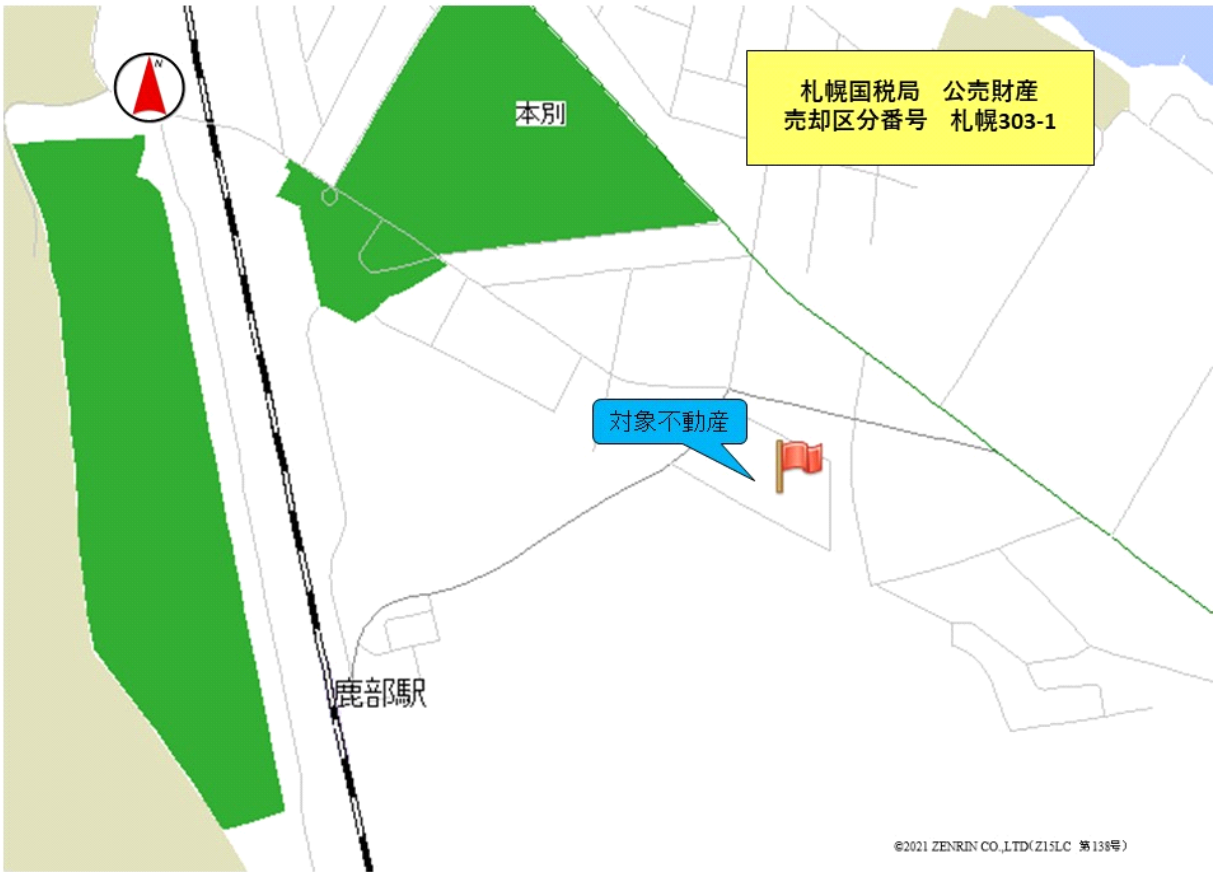 札幌国税局　公売財産
売却区分番号　札幌303-1
N
本別
対象不動産
鹿部駅
©2021 ZENRIN CO.,LTD(Z15LC 第138号)